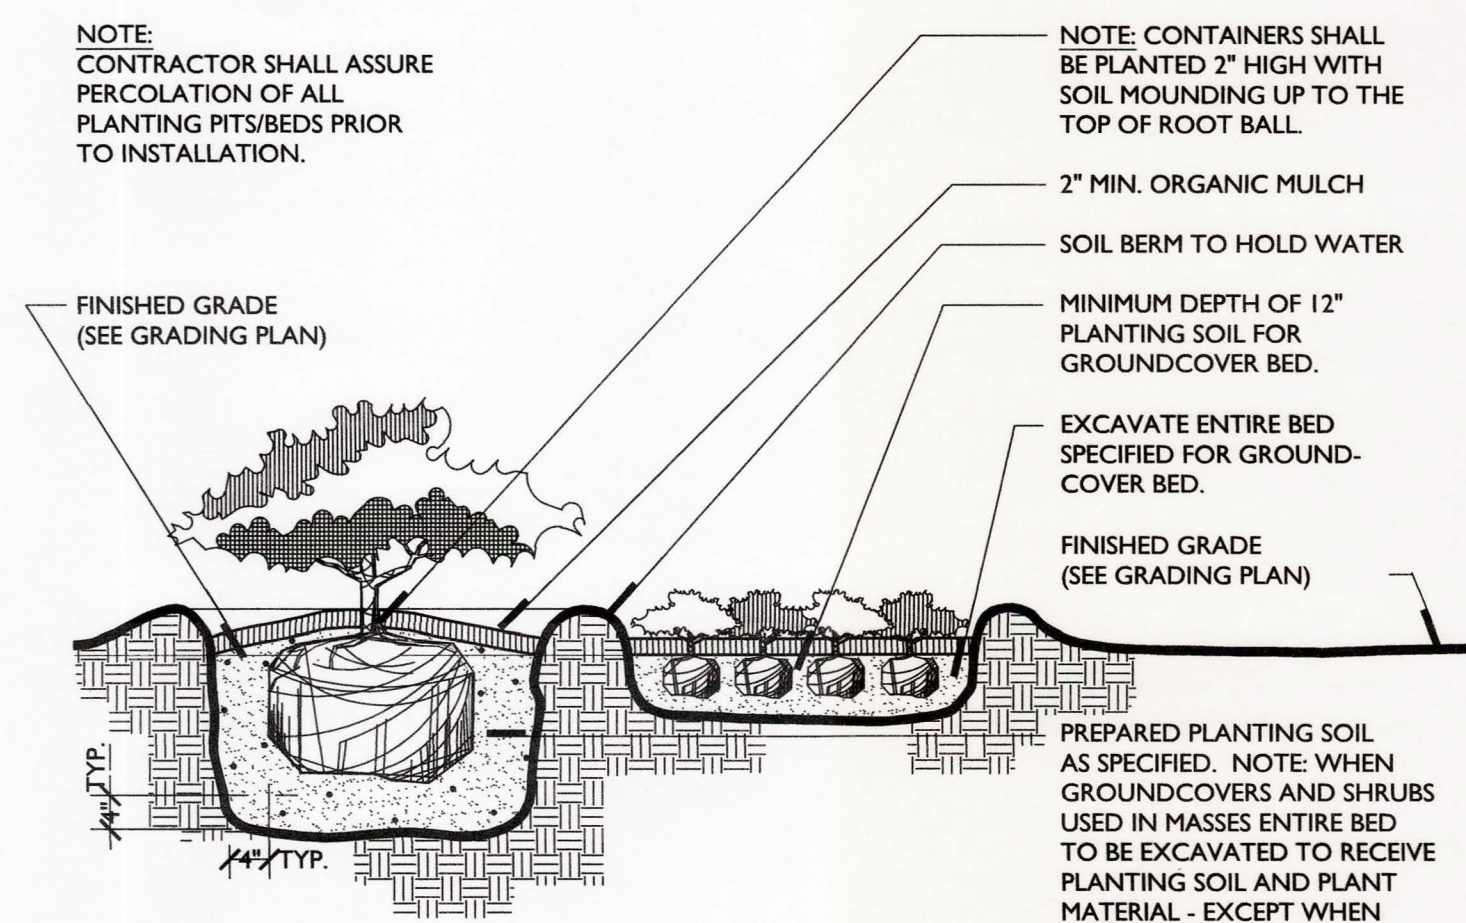 NOTE:
CONTRACTOR SHALL ASSURE
PERCOLATION OF ALL
PLANTING PITS/BEDS PRIOR
TO INSTALLATION.
FINISHED GRADE
(SEE GRADING PLAN)
NOTE: CONTAINERS SHALL
BE PLANTED 2" HIGH WITH
SOIL MOUNDING UP TO THE
TOP OF ROOT BALL.
2" MIN. ORGANIC MULCH
SOIL BERM TO HOLD WATER
MINIMUM DEPTH OF 12"
PLANTING SOIL FOR
GROUNDCOVER BED.
EXCAVATE ENTIRE BED
SPECIFIED FOR GROUND-
COVER BED.
FINISHED GRADE
(SEE GRADING PLAN)
PREPARED PLANTING SOIL
AS SPECIFIED. NOTE: WHEN
GROUNDCOVERS AND SHRUBS
USED IN MASSES ENTIRE BED
TO BE EXCAVATED TO RECEIVE
PLANTING SOIL AND PLANT
MATERIAL - EXCEPT WHEN
4" TYP.
4" TYP.